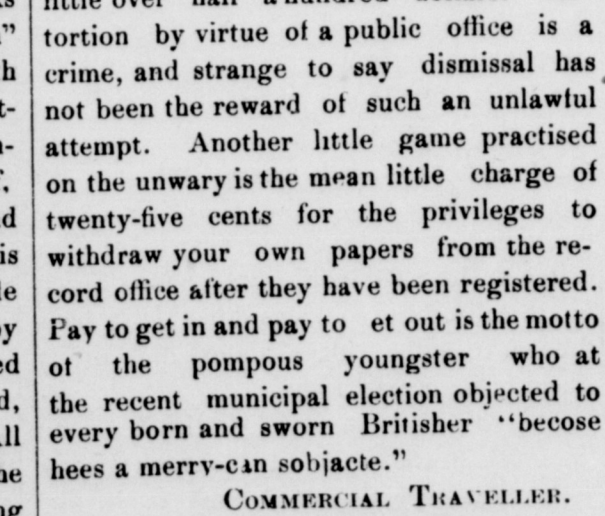 tortion by virtue of a public office is a
crime, and strange to say dismissal has
not been the reward of such an unlawful
attempt. Another little game practised
on the unwary is the mean little charge of
twenty-five cents for the privileges to
withdraw your own papers from the re-
cord office after they have been registered.
Pay to get in and pay to et out is the motto
of the pompous youngster who at
the recent municipal election objected to
every born and sworn Britisher "becose
hees a merry-can sobjacte."
COMMERCIAL TRAVELLER.